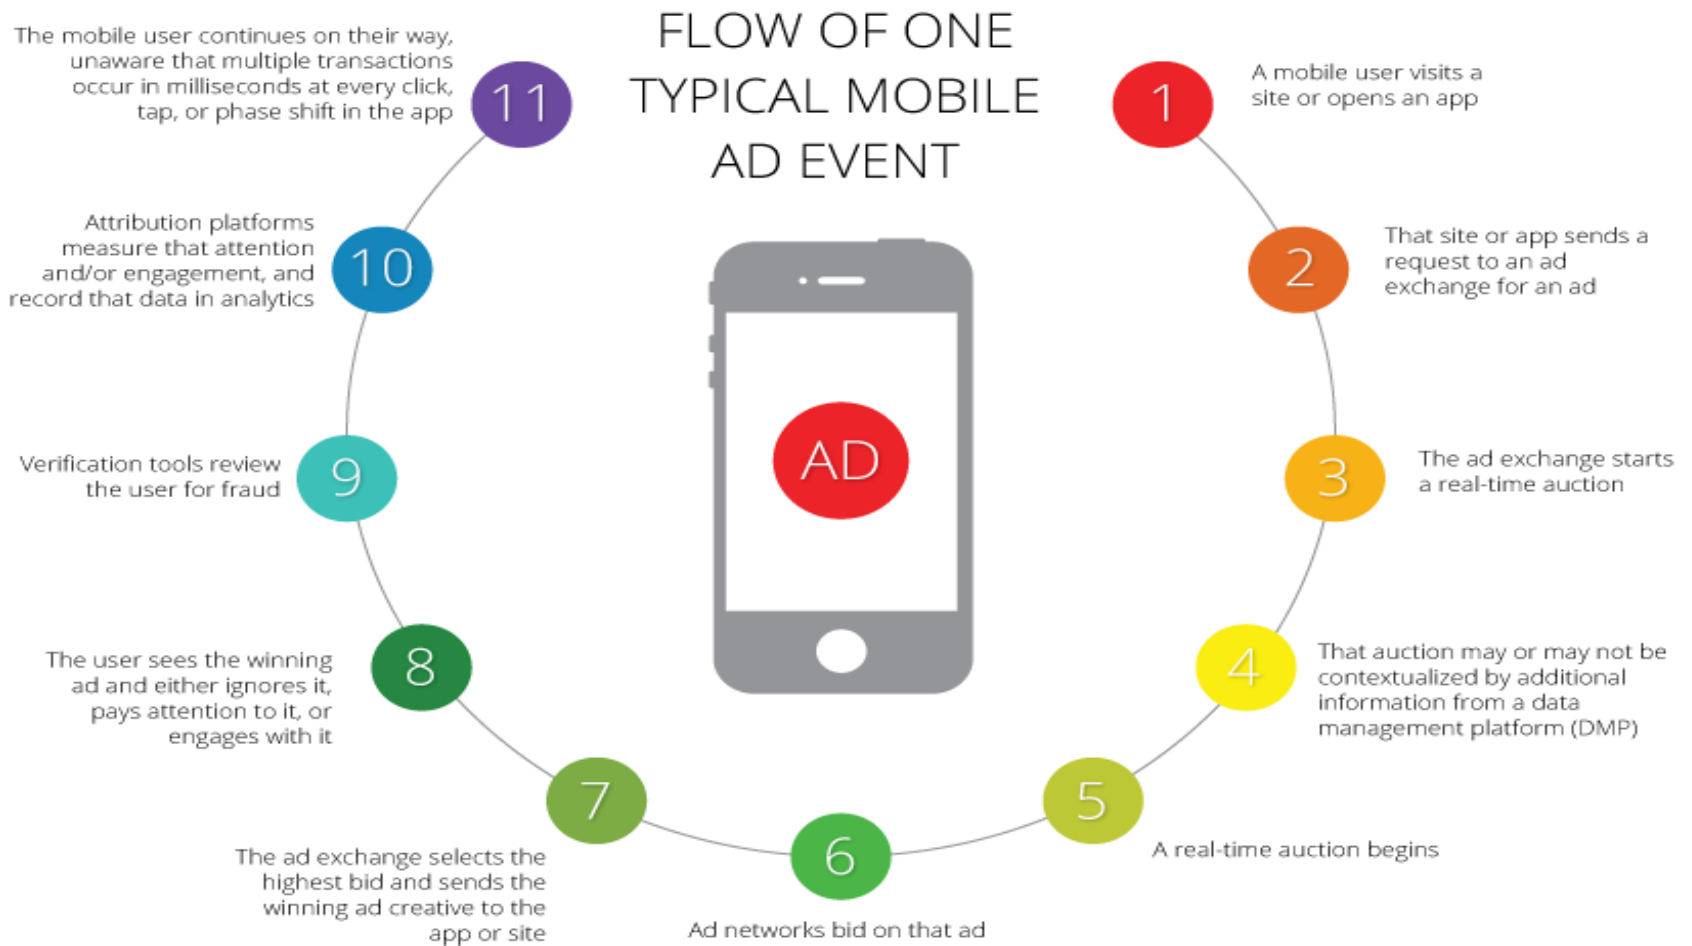 FLOW OF ONE
TYPICAL MOBILE
AD EVENT
1
A mobile user visits a
site or opens an app
2
That site or app sends a
request to an ad
exchange for an ad
3
The ad exchange starts
a real-time auction
4
That auction may or may not be
contextualized by additional
information from a data
management platform (DMP)
5
A real-time auction begins
6
Ad networks bid on that ad
7
The ad exchange selects the
highest bid and sends the
winning ad creative to the
app or site
8
The user sees the winning
ad and either ignores it,
pays attention to it, or
engages with it
9
Verification tools review
the user for fraud
10
Attribution platforms
measure that attention
and/or engagement, and
record that data in analytics
11
The mobile user continues on their way,
unaware that multiple transactions
occur in milliseconds at every click,
tap, or phase shift in the app
AD